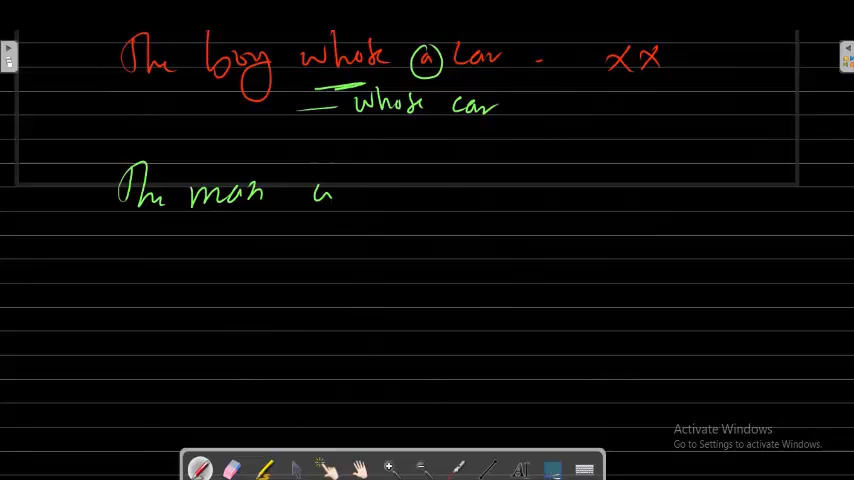 The boy whose a car - xx
— whose car
The man a
Activate Windows
Go to Settings to activate Windows.